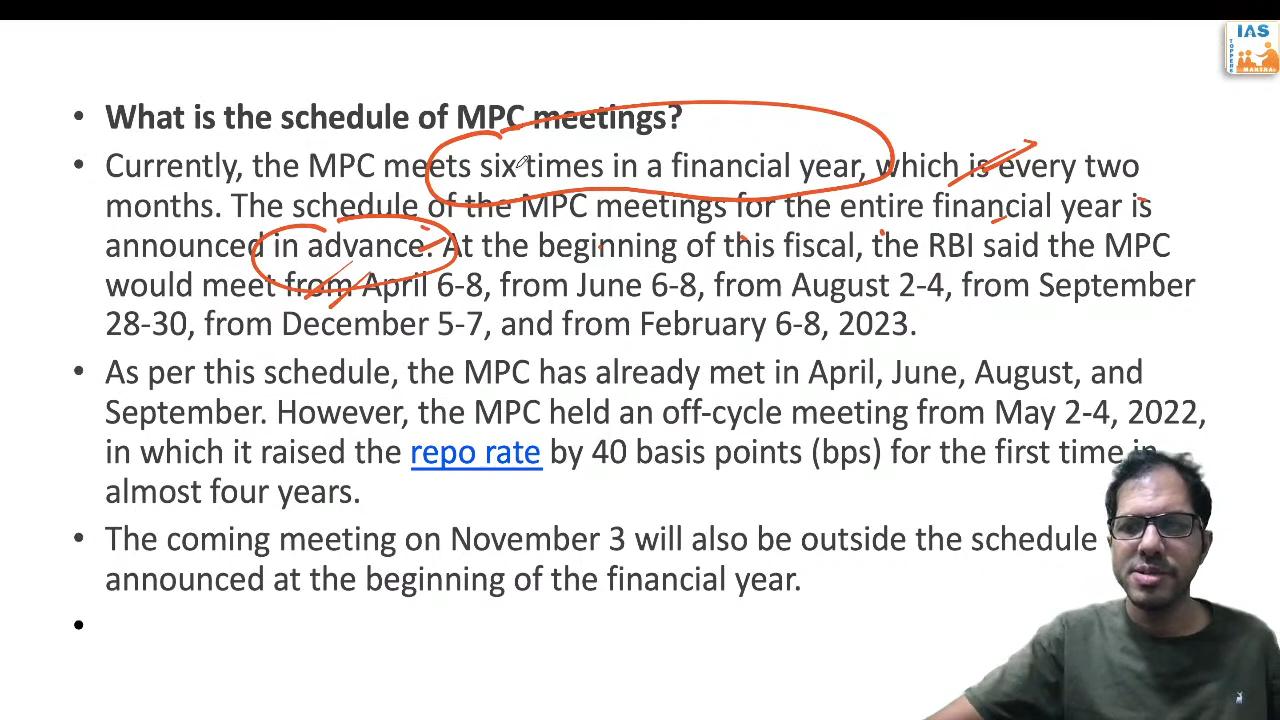 IAS
TOPPERS
MANTRA
• What is the schedule of MPC meetings?
• Currently, the MPC meets six times in a financial year, which is every two
months. The schedule of the MPC meetings for the entire financial year is
announced in advance. At the beginning of this fiscal, the RBI said the MPC
would meet from April 6-8, from June 6-8, from August 2-4, from September
28-30, from December 5-7, and from February 6-8, 2023.
• As per this schedule, the MPC has already met in April, June, August, and
September. However, the MPC held an off-cycle meeting from May 2-4, 2022,
in which it raised the repo rate by 40 basis points (bps) for the first time in
almost four years.
• The coming meeting on November 3 will also be outside the schedule
announced at the beginning of the financial year.
•